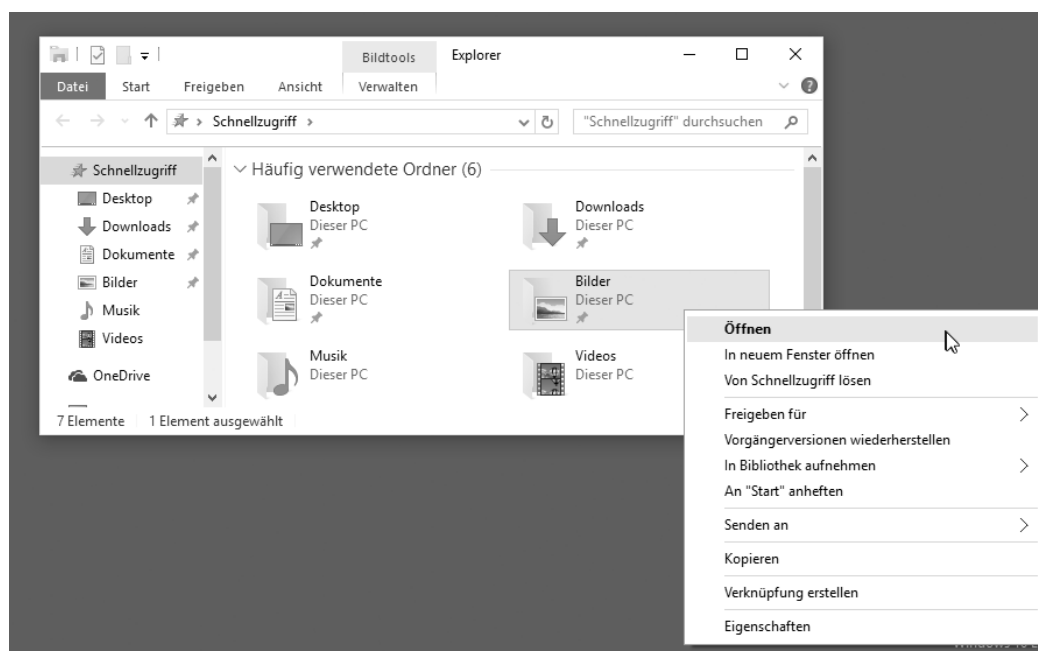 Bildtools Explorer
Datei Start Freigeben Ansicht Verwalten
Schnellzugriff "Schnellzugriff" durchsuchen
Schnellzugriff
Desktop
Downloads
Dokumente
Bilder
Musik
Videos
OneDrive
Häufig verwendete Ordner (6)
Desktop
Dieser PC
Downloads
Dieser PC
Dokumente
Dieser PC
Bilder
Dieser PC
Musik
Dieser PC
Videos
Dieser PC
7 Elemente 1 Element ausgewählt
Öffnen
In neuem Fenster öffnen
Von Schnellzugriff lösen
Freigeben für
Vorgängerversionen wiederherstellen
In Bibliothek aufnehmen
An "Start" anheften
Senden an
Kopieren
Verknüpfung erstellen
Eigenschaften